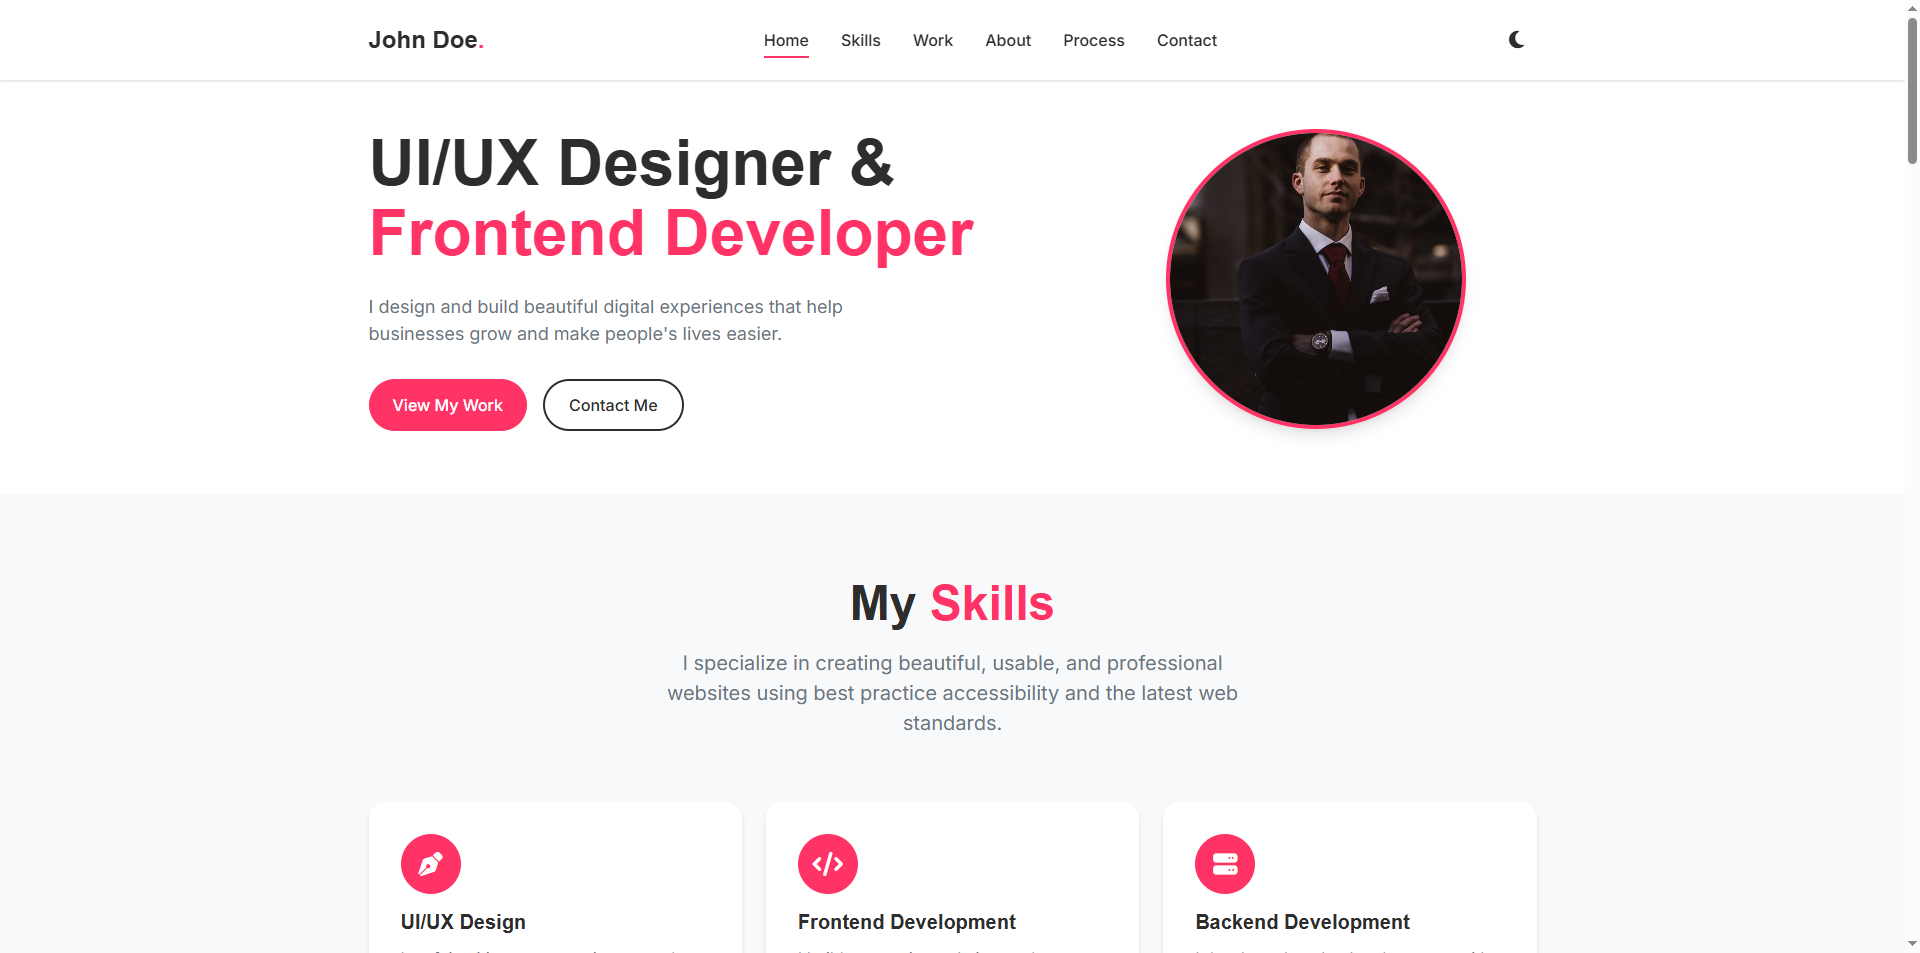 John Doe.
Home Skills Work About Process Contact
UI/UX Designer &
Frontend Developer
I design and build beautiful digital experiences that help
businesses grow and make people's lives easier.
View My Work Contact Me
My Skills
I specialize in creating beautiful, usable, and professional
websites using best practice accessibility and the latest web
standards.
UI/UX Design
Frontend Development
Backend Development